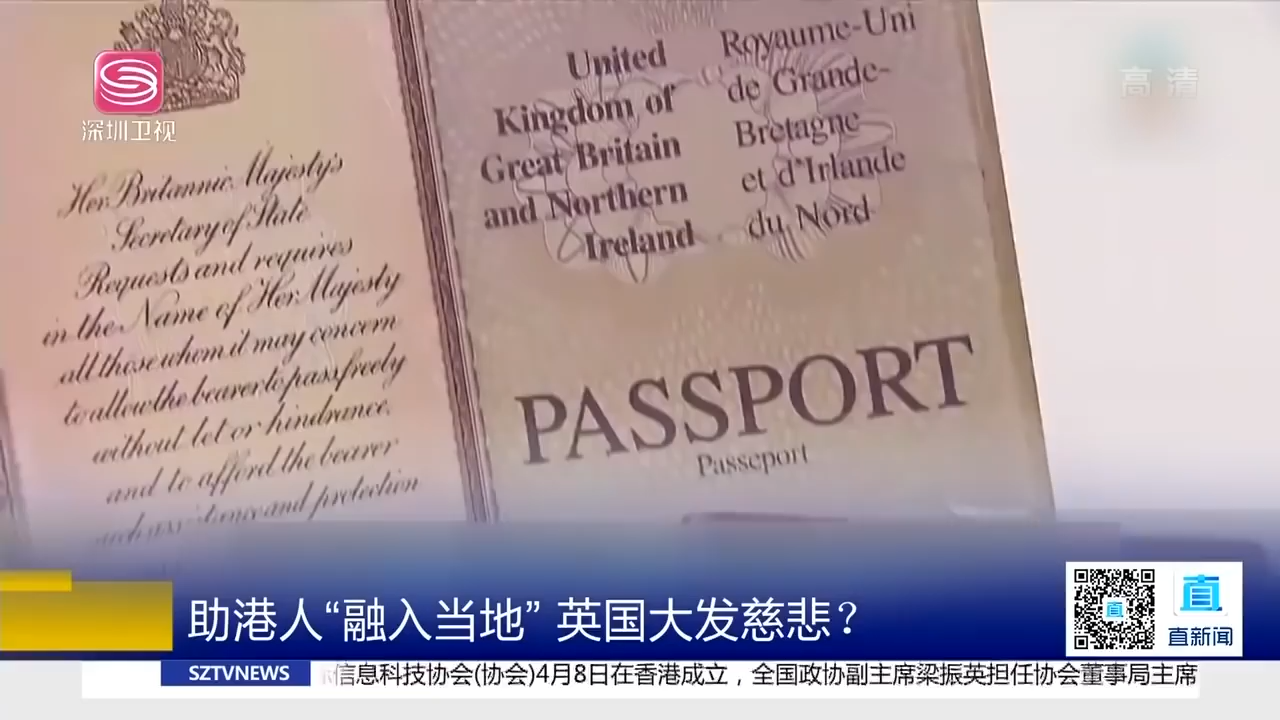 深圳卫视
高清
Her Britannic Majesty's
Secretary of State
Requests and requires
in the Name of Her Majesty
all those whom it may concern
to allow the bearer to pass freely
without let or hindrance,
and to afford the bearer
such assistance and protection
United
Kingdom of
Great Britain
and Northern
Ireland
Royaume-Uni
de Grande-
Bretagne
et d'Irlande
du Nord
PASSPORT
Passeport
助港人“融入当地” 英国大发慈悲？
直
直
直新闻
SZTVNEWS
信息科技协会(协会)4月8日在香港成立，全国政协副主席梁振英担任协会董事局主席